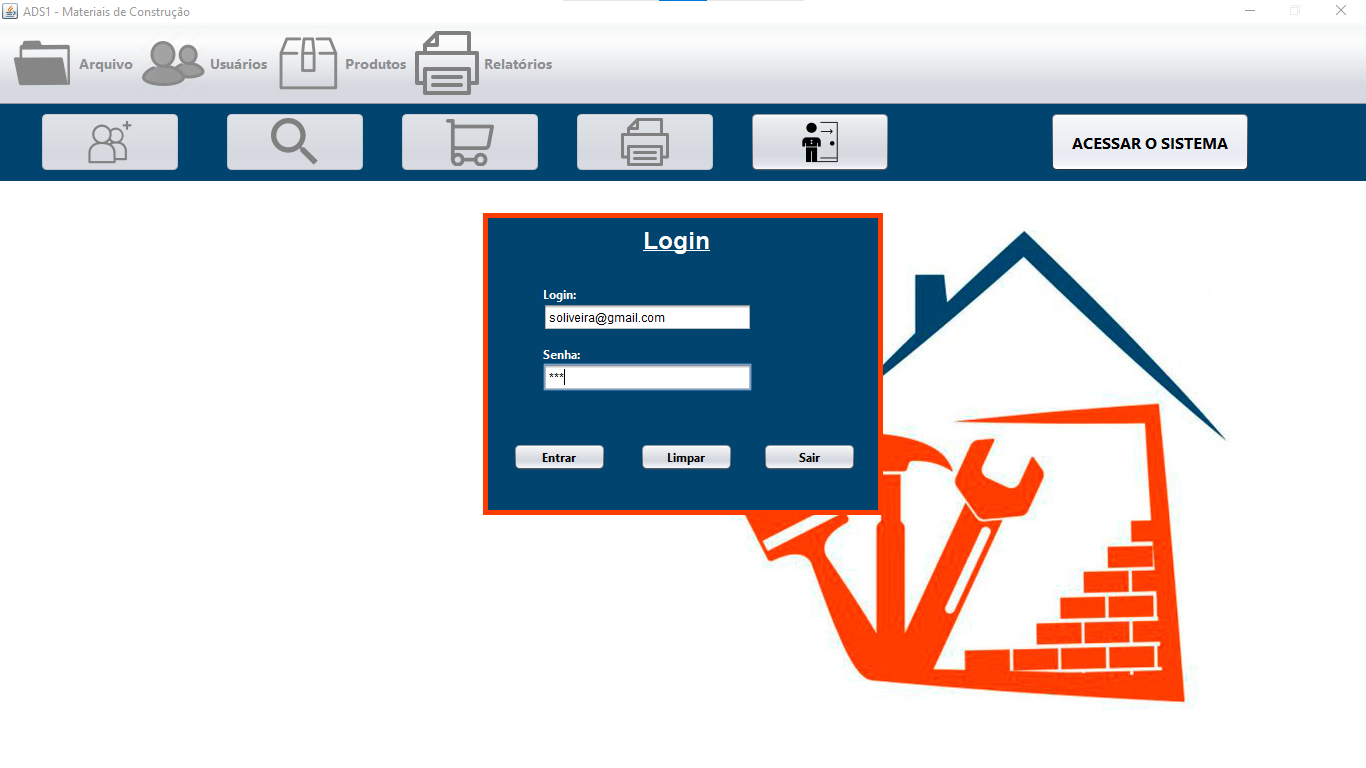 ADS1 - Materiais de Construção
Arquivo Usuários Produtos Relatórios
ACESSAR O SISTEMA
Login
Login:
soliveira@gmail.com
Senha:
***
Entrar Limpar Sair